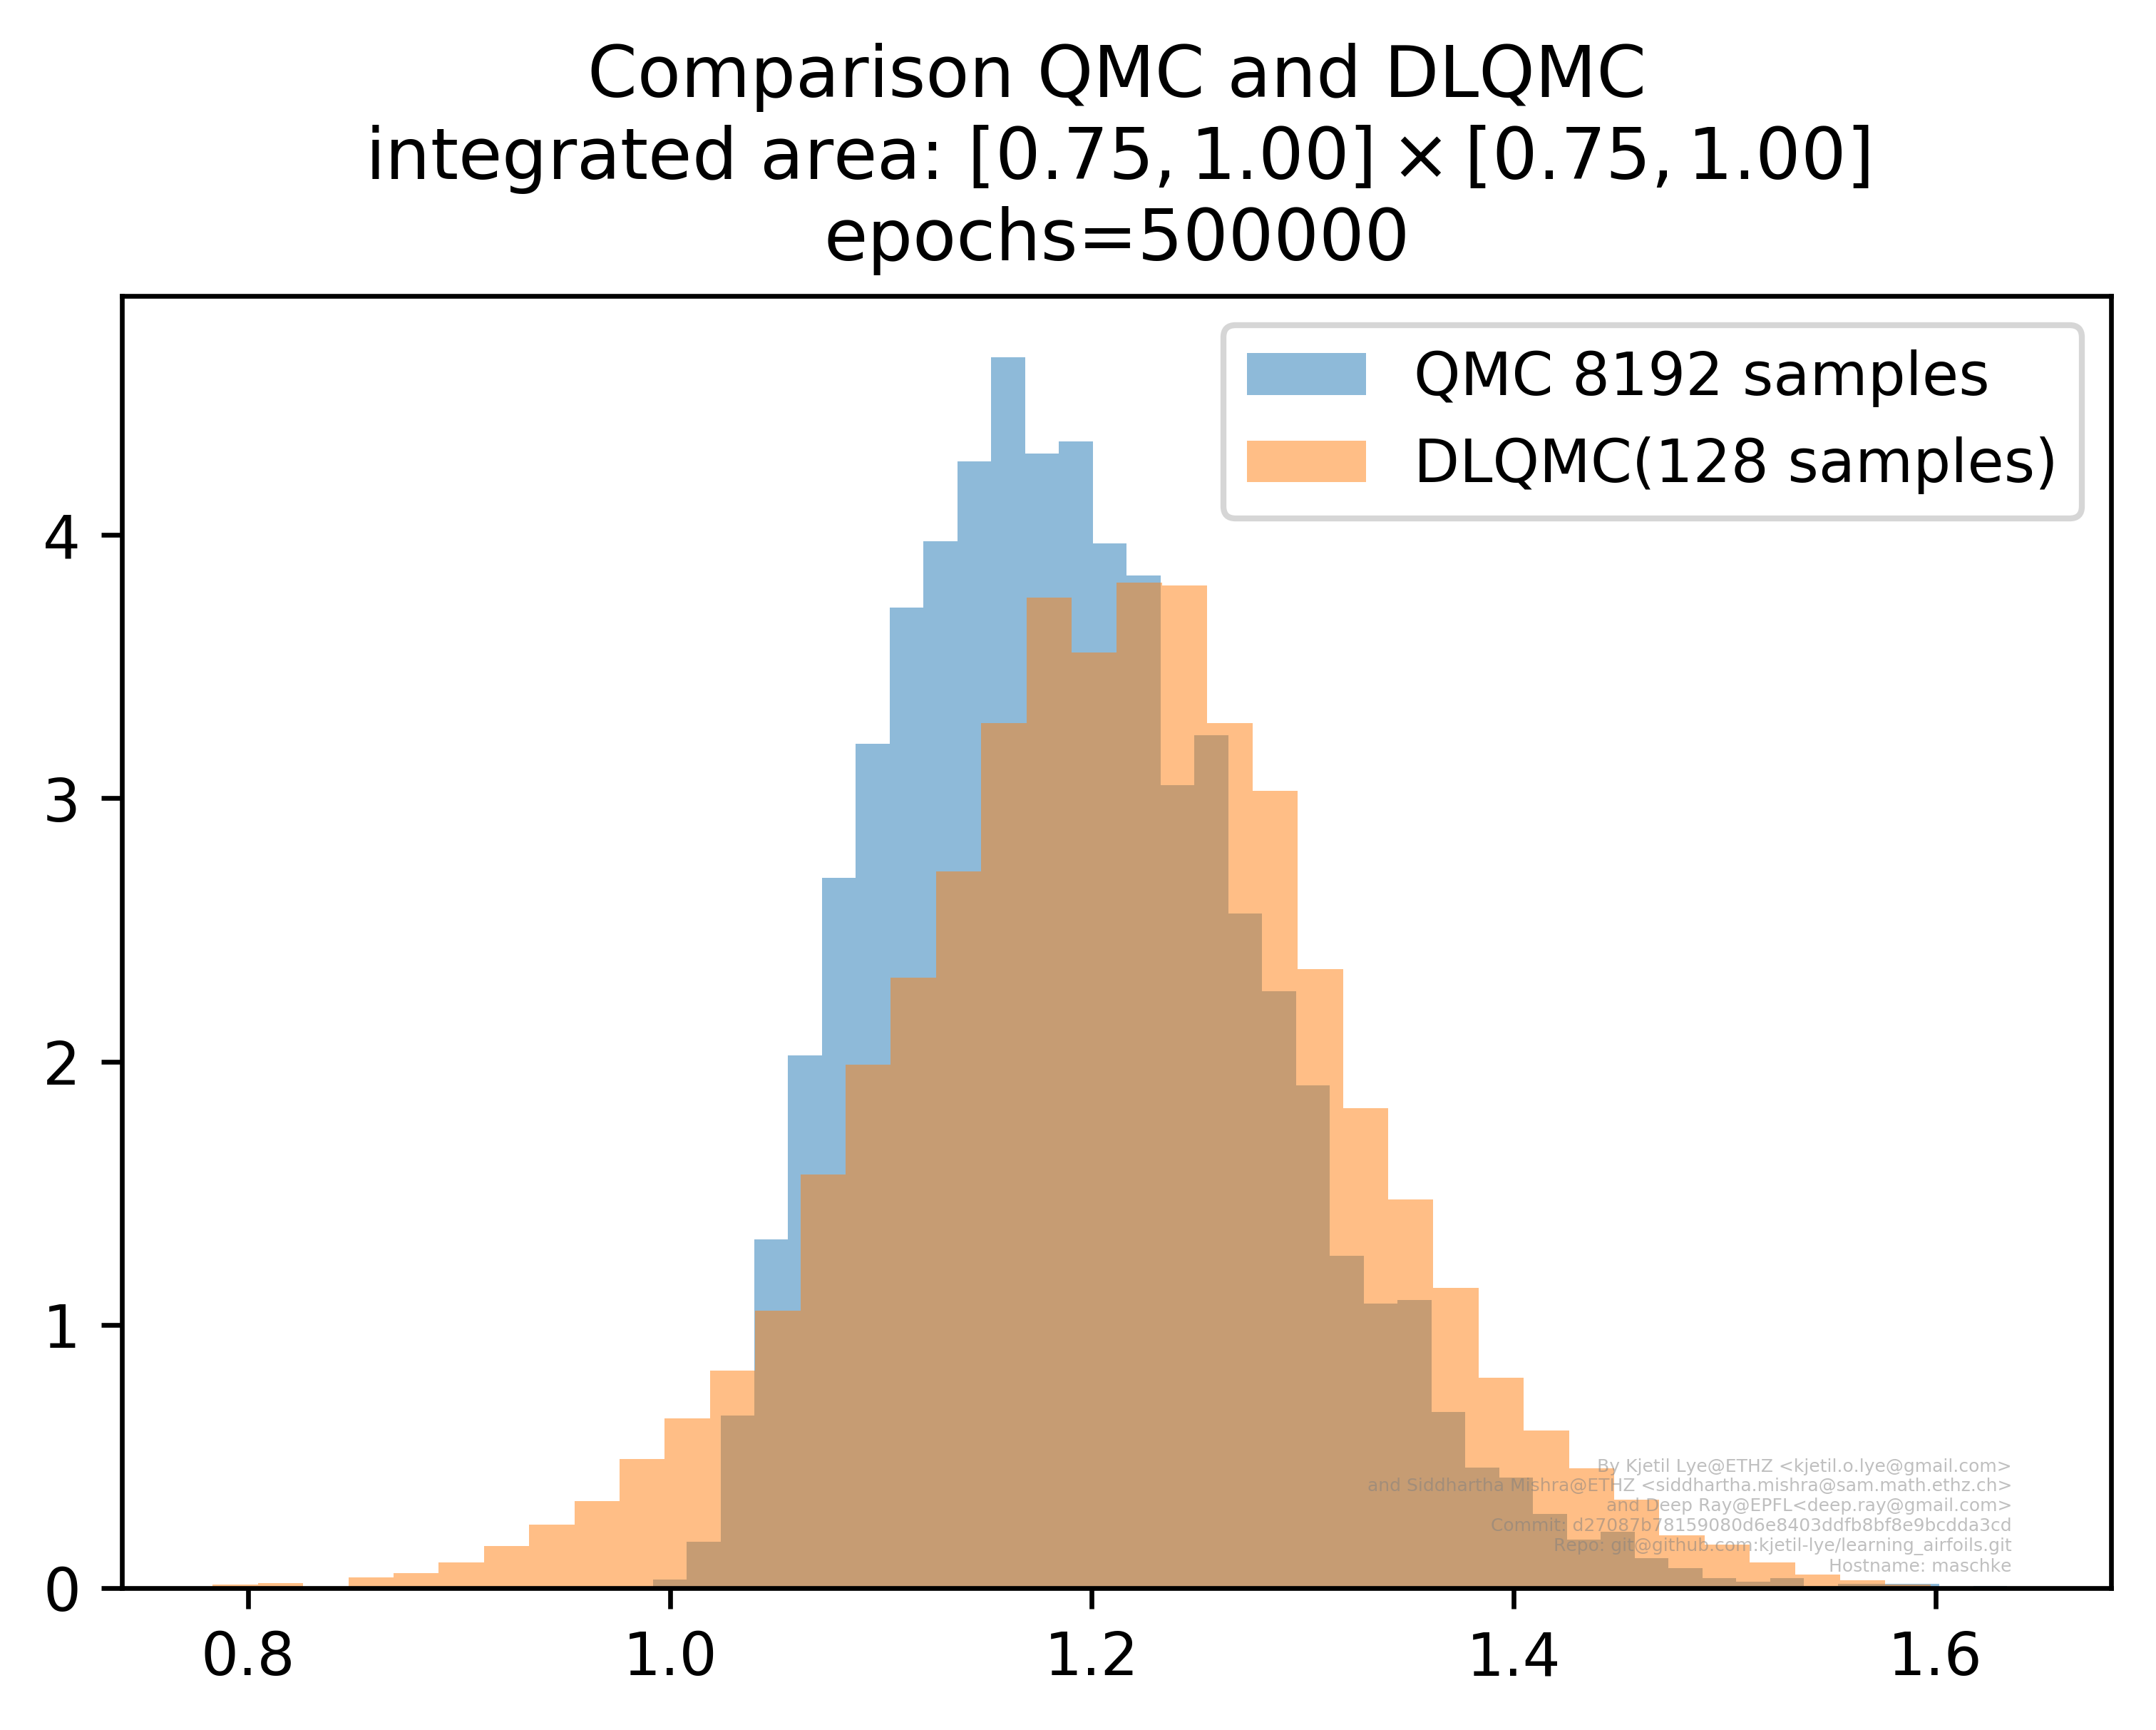 Comparison QMC and DLQMC
integrated area: [0.75, 1.00] × [0.75, 1.00]
epochs=500000
QMC 8192 samples
DLQMC(128 samples)
4
3
2
1
0
By Kjetil Lye@ETHZ <kjetil.o.lye@gmail.com>
and Siddhartha Mishra@ETHZ <siddhartha.mishra@sam.math.ethz.ch>
and Deep Ray@EPFL<deep.ray@gmail.com>
Commit: d27087b78159080d6e8403ddfb8bf8e9bcdda3cd
Repo: git@github.com:kjetil-lye/learning_airfoils.git
Hostname: maschke
0.8 1.0 1.2 1.4 1.6